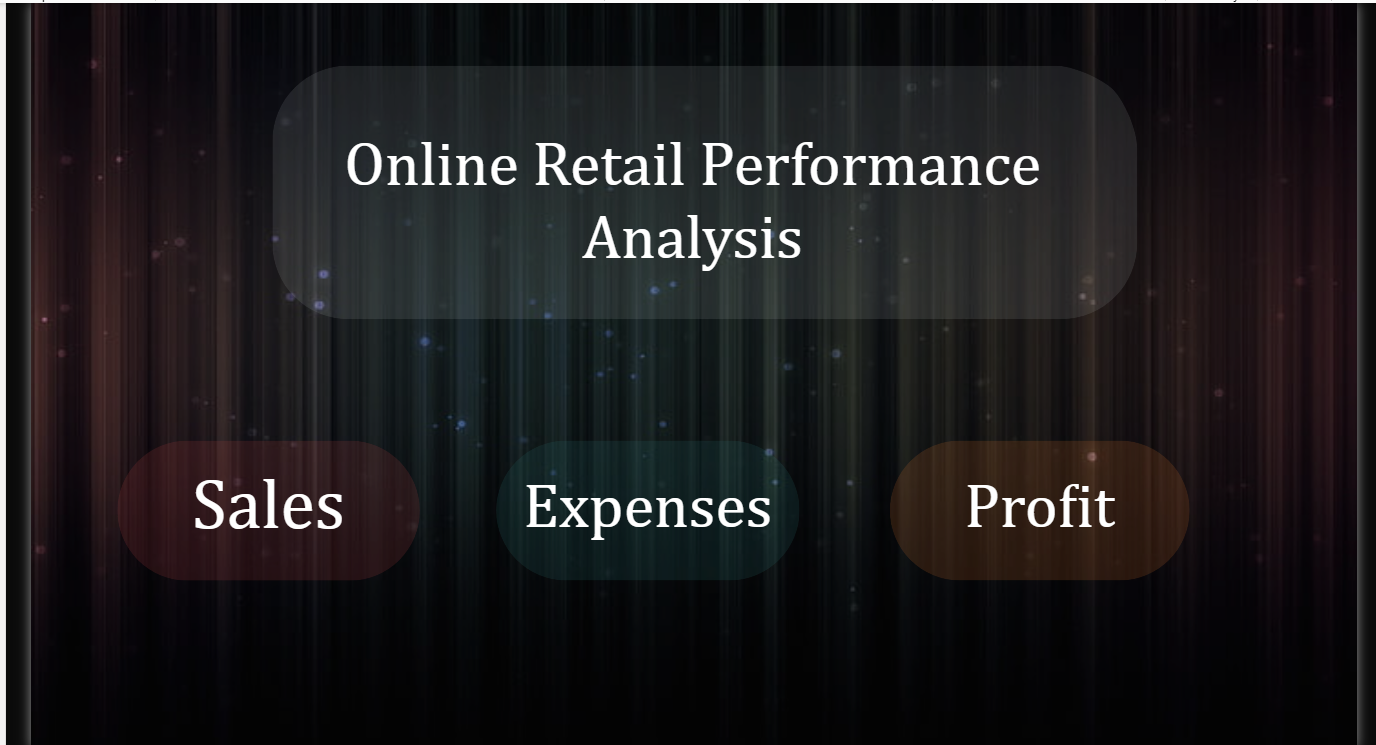 Online Retail Performance
Analysis
Sales
Expenses
Profit